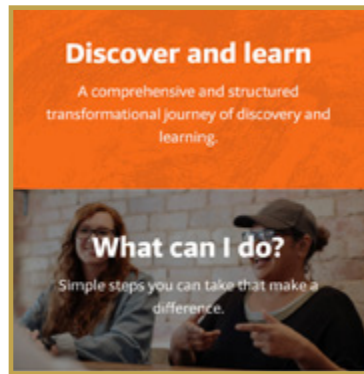 Discover and learn
A comprehensive and structured
transformational journey of discovery and
learning.
What can I do?
Simple steps you can take that make a
difference.